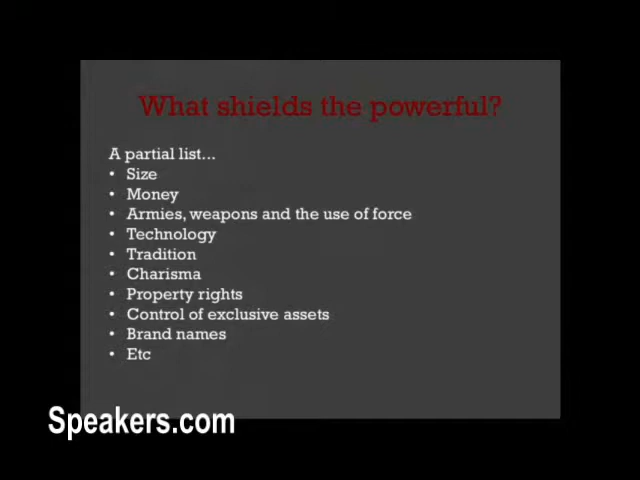 What shields the powerful?
A partial list...
• Size
• Money
• Armies, weapons and the use of force
• Technology
• Tradition
• Charisma
• Property rights
• Control of exclusive assets
• Brand names
• Etc
Speakers.com